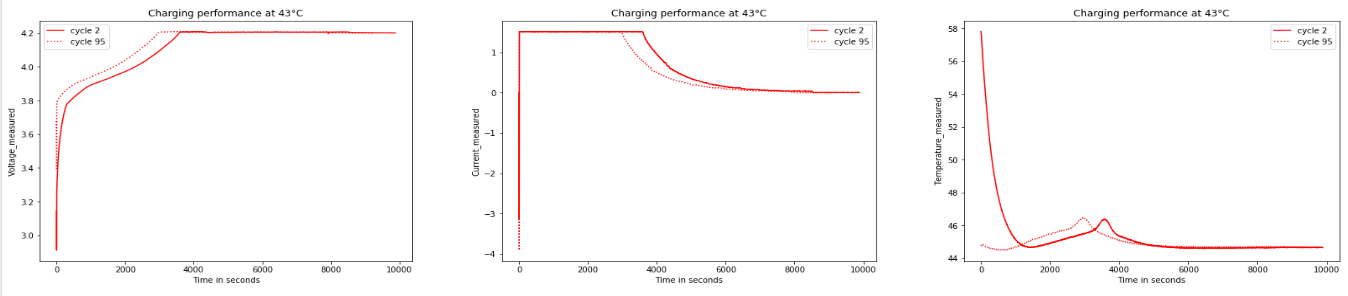 Charging performance at 43°C
cycle 2
cycle 95
4.2
4.0
3.8
3.6
3.4
3.2
3.0
Voltage_measured
0
2000
4000
6000
8000
10000
Time in seconds
Charging performance at 43°C
cycle 2
cycle 95
1
0
−1
−2
−3
−4
Current_measured
0
2000
4000
6000
8000
10000
Time in seconds
Charging performance at 43°C
cycle 2
cycle 95
58
56
54
52
50
48
46
44
Temperature_measured
0
2000
4000
6000
8000
10000
Time in seconds